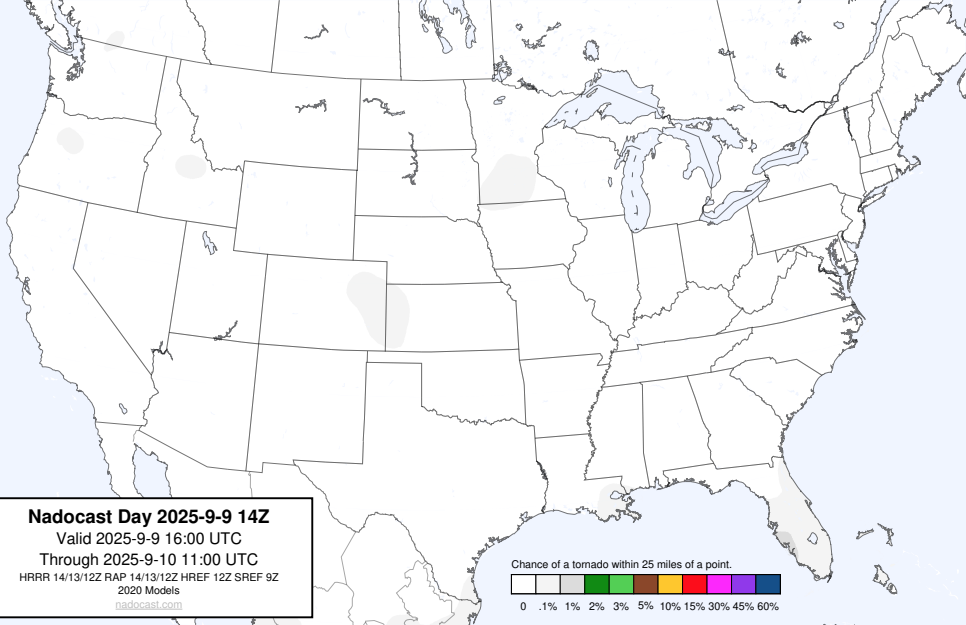 Nadocast Day 2025-9-9 14Z
Valid 2025-9-9 16:00 UTC
Through 2025-9-10 11:00 UTC
HRRR 14/13/12Z RAP 14/13/12Z HREF 12Z SREF 9Z
2020 Models
nadocast.com
Chance of a tornado within 25 miles of a point.
0 .1% 1% 2% 3% 5% 10% 15% 30% 45% 60%